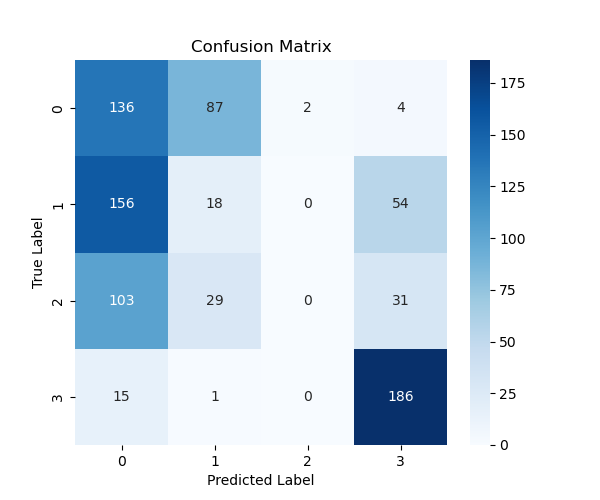 Confusion Matrix
True Label
0 136 87 2 4
1 156 18 0 54
2 103 29 0 31
3 15 1 0 186
0 1 2 3
Predicted Label
175
150
125
100
75
50
25
0